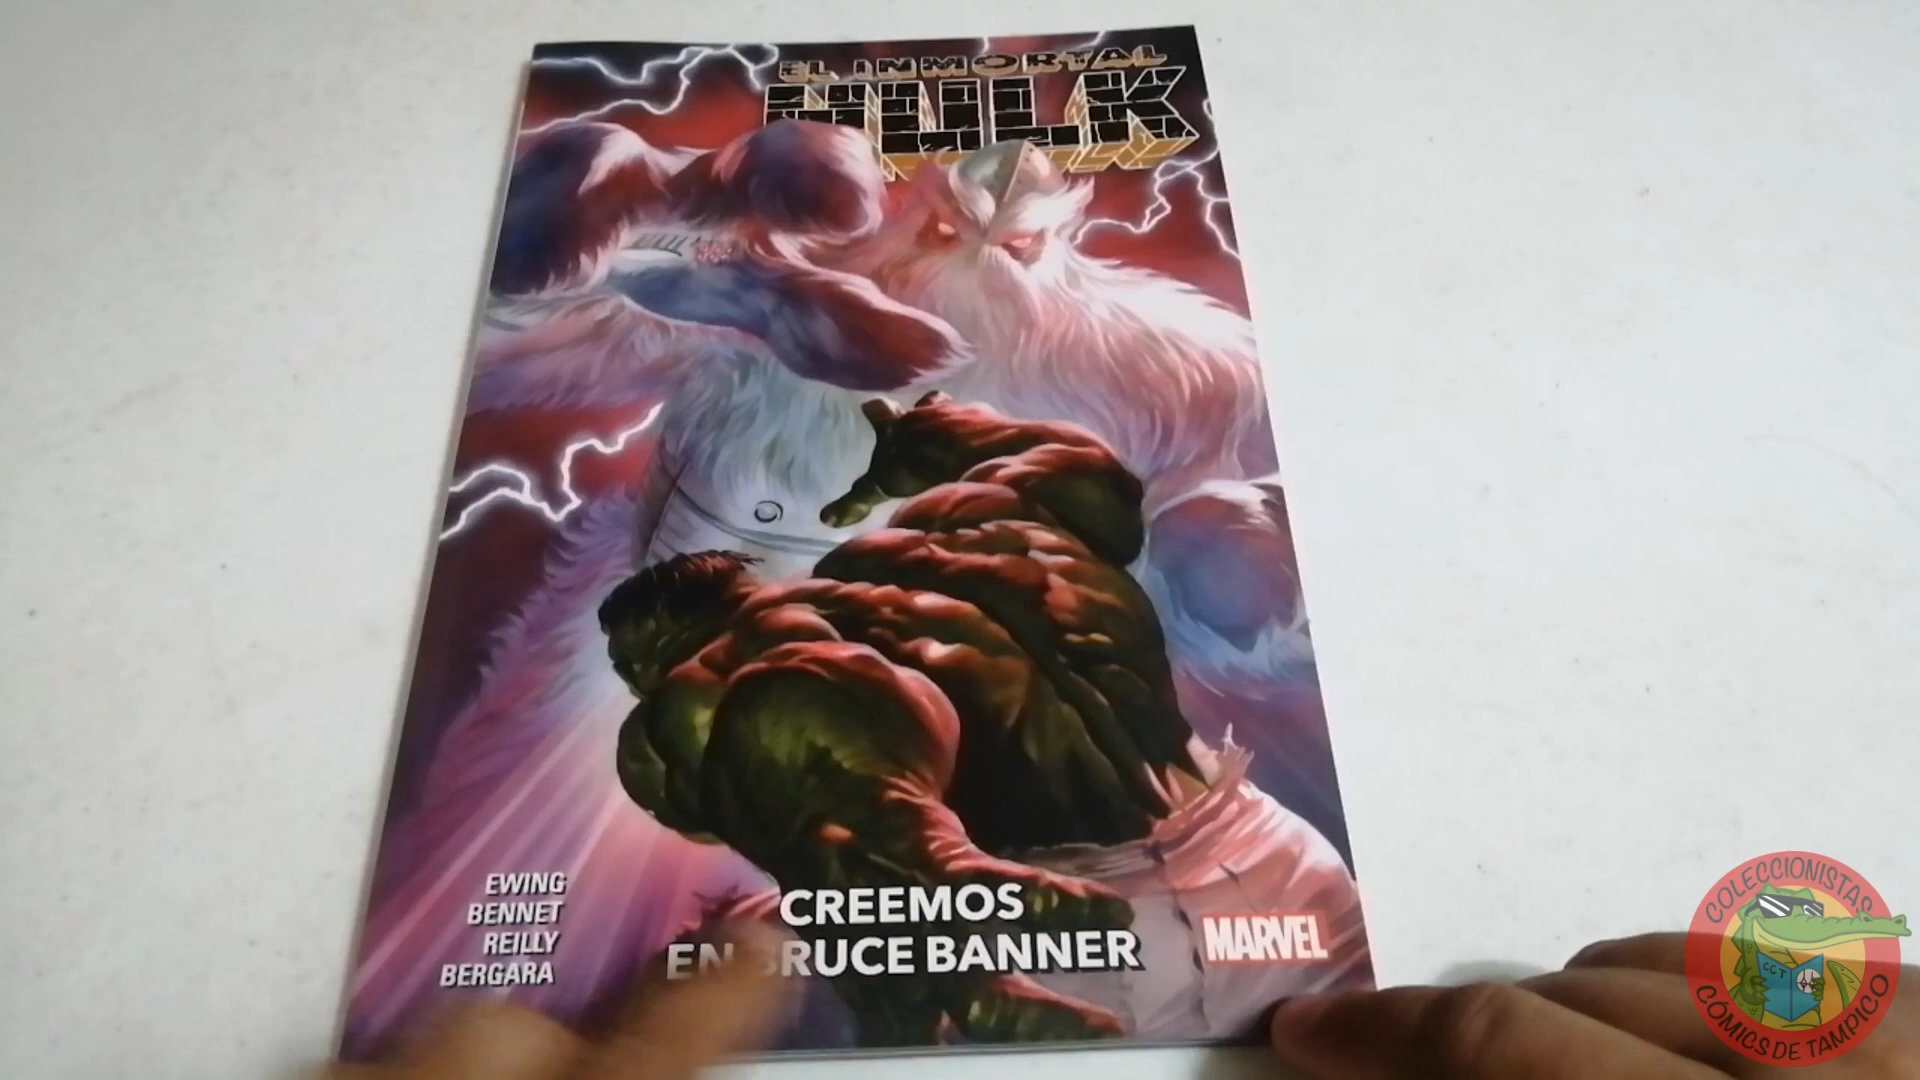 EL INMORTAL
HULK
EWING
BENNET
REILLY
BERGARA
CREEMOS
EN BRUCE BANNER
MARVEL
COLECCIONISTAS
CCT
CÓMICS DE TAMPICO